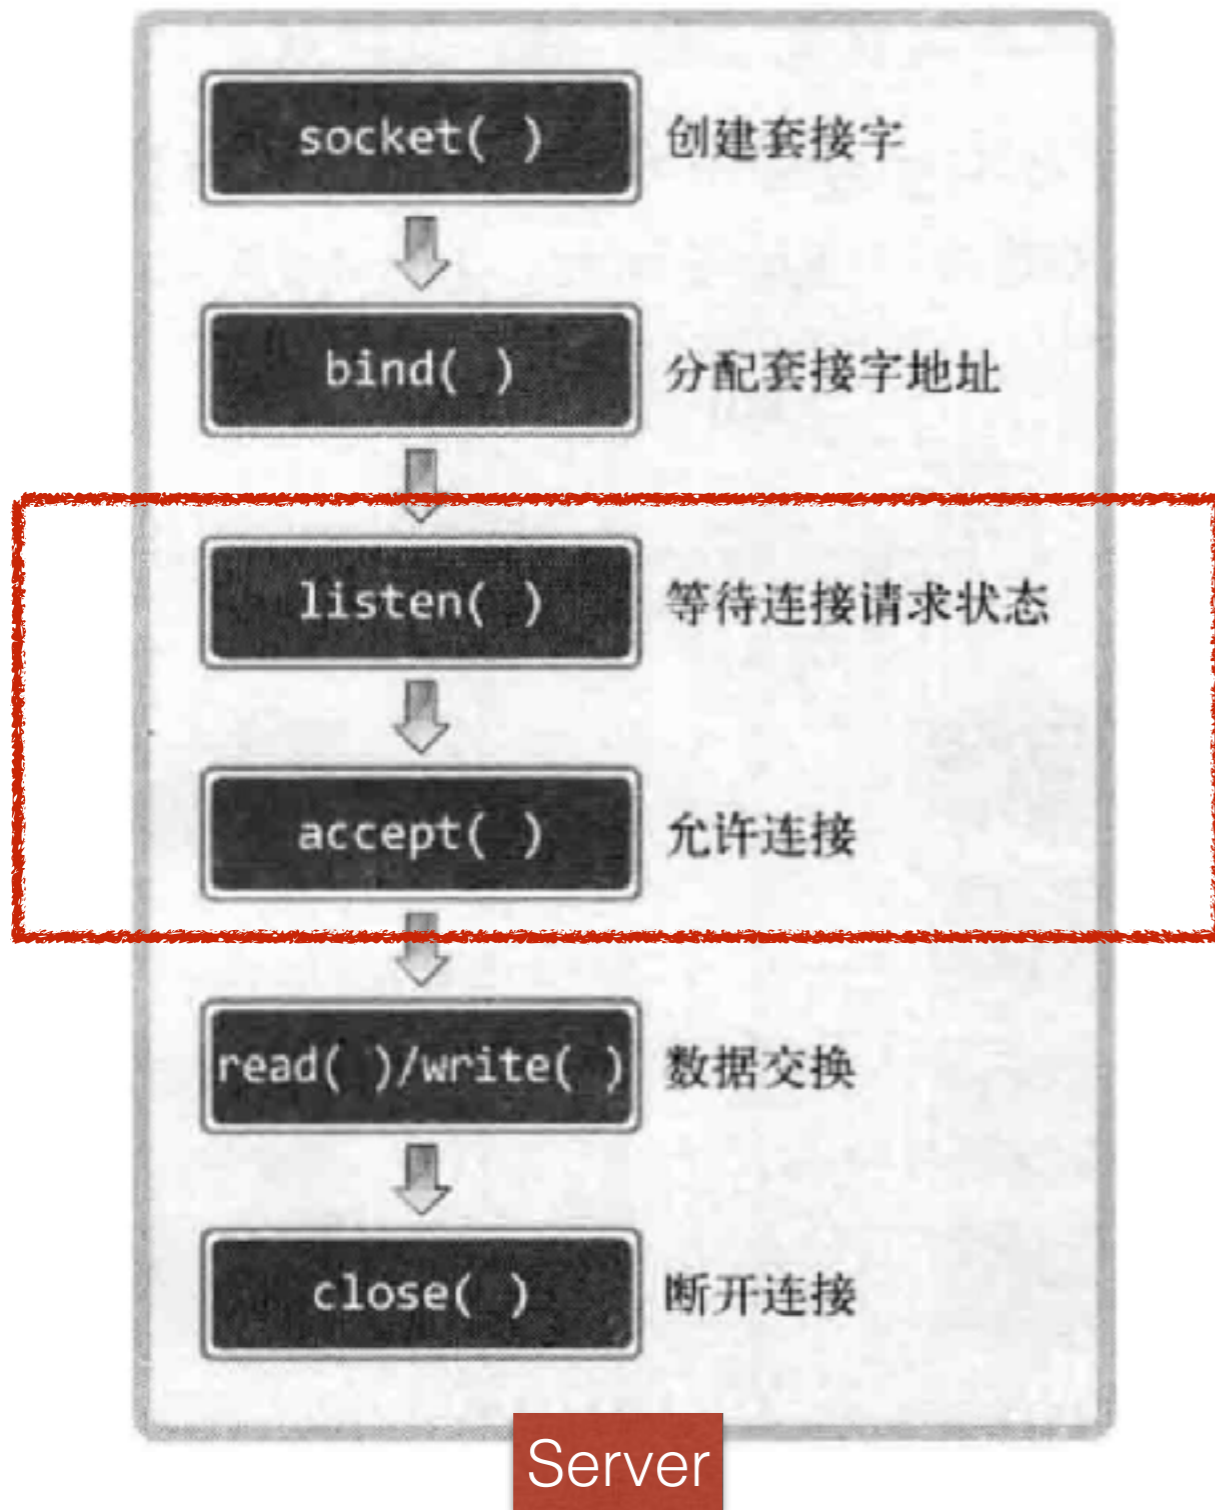 socket( ) 创建套接字
bind( ) 分配套接字地址
listen( ) 等待连接请求状态
accept( ) 允许连接
read( )/write( ) 数据交换
close( ) 断开连接
Server